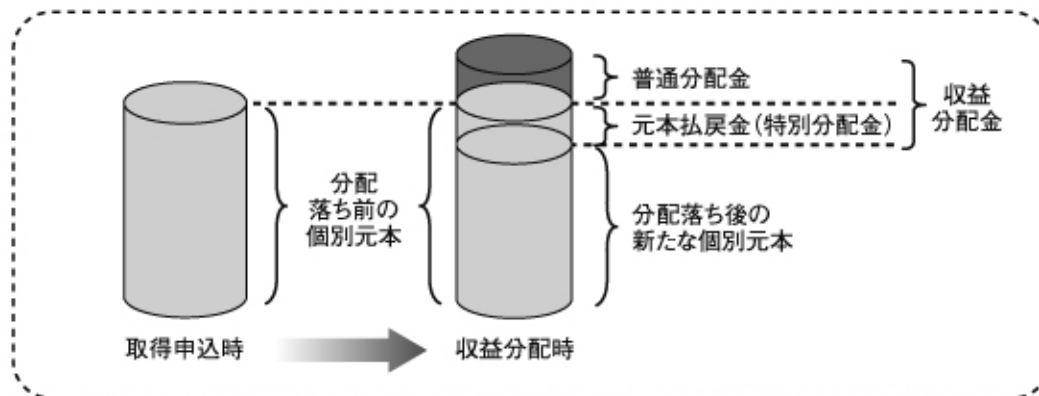 普通分配金
元本払戻金(特別分配金)
収益
分配金
分配
落ち前の
個別元本
分配落ち後の
新たな個別元本
取得申込時
収益分配時